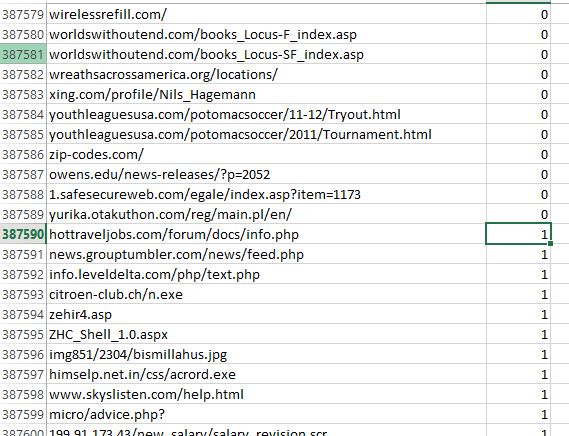 387579 wirelessrefill.com/ 0
387580 worldswithoutend.com/books_Locus-F_index.asp 0
387581 worldswithoutend.com/books_Locus-SF_index.asp 0
387582 wreathsacrossamerica.org/locations/ 0
387583 xing.com/profile/Nils_Hagemann 0
387584 youthleaguesusa.com/potomacsoccer/11-12/Tryout.html 0
387585 youthleaguesusa.com/potomacsoccer/2011/Tournament.html 0
387586 zip-codes.com/ 0
387587 owens.edu/news-releases/?p=2052 0
387588 1.safesecureweb.com/egale/index.asp?item=1173 0
387589 yurika.otakuthon.com/reg/main.pl/en/ 0
387590 hottraveljobs.com/forum/docs/info.php 1
387591 news.grouptumbler.com/news/feed.php 1
387592 info.leveldelta.com/php/text.php 1
387593 citroen-club.ch/n.exe 1
387594 zehir4.asp 1
387595 ZHC_Shell_1.0.aspx 1
387596 img851/2304/bismillahus.jpg 1
387597 himselp.net.in/css/acrord.exe 1
387598 www.skyslisten.com/help.html 1
387599 micro/advice.php? 1
387600 199.91.173.43/new_salary/salary_revision.scr 1